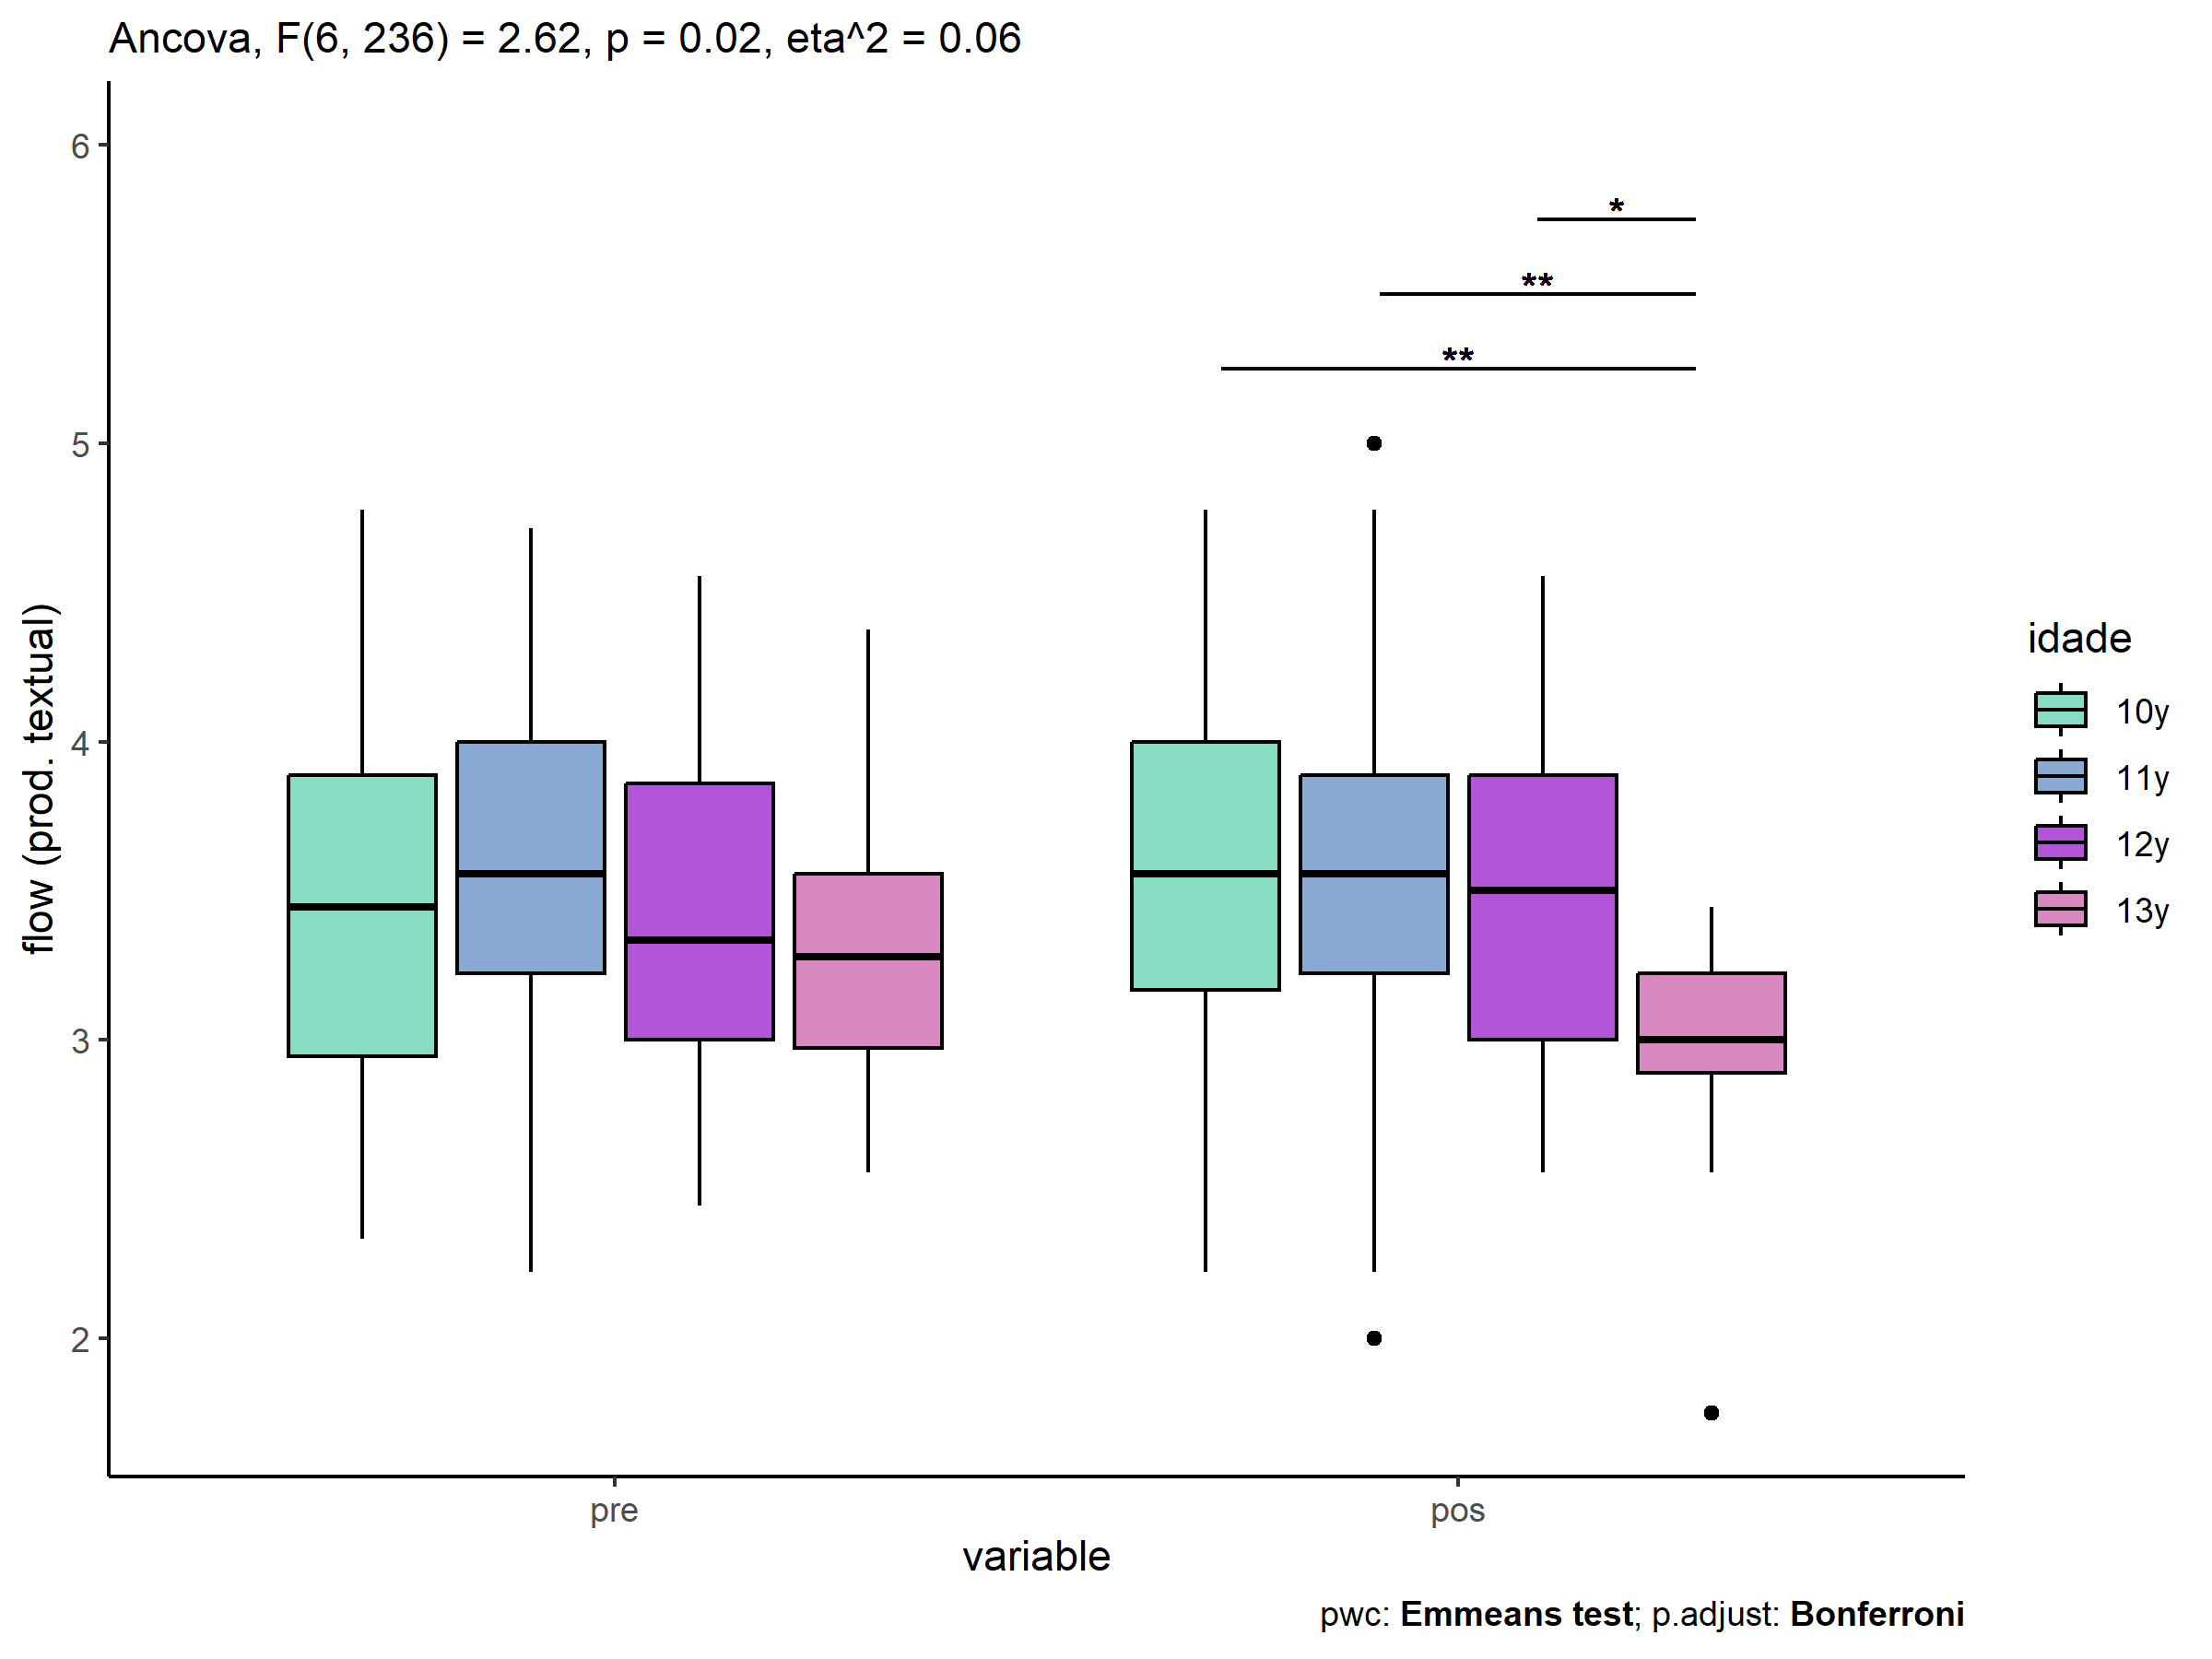 Ancova, F(6, 236) = 2.62, p = 0.02, eta^2 = 0.06
flow (prod. textual)
6
5
4
3
2
*
**
**
pre
pos
variable
idade
10y
11y
12y
13y
pwc: Emmeans test; p.adjust: Bonferroni